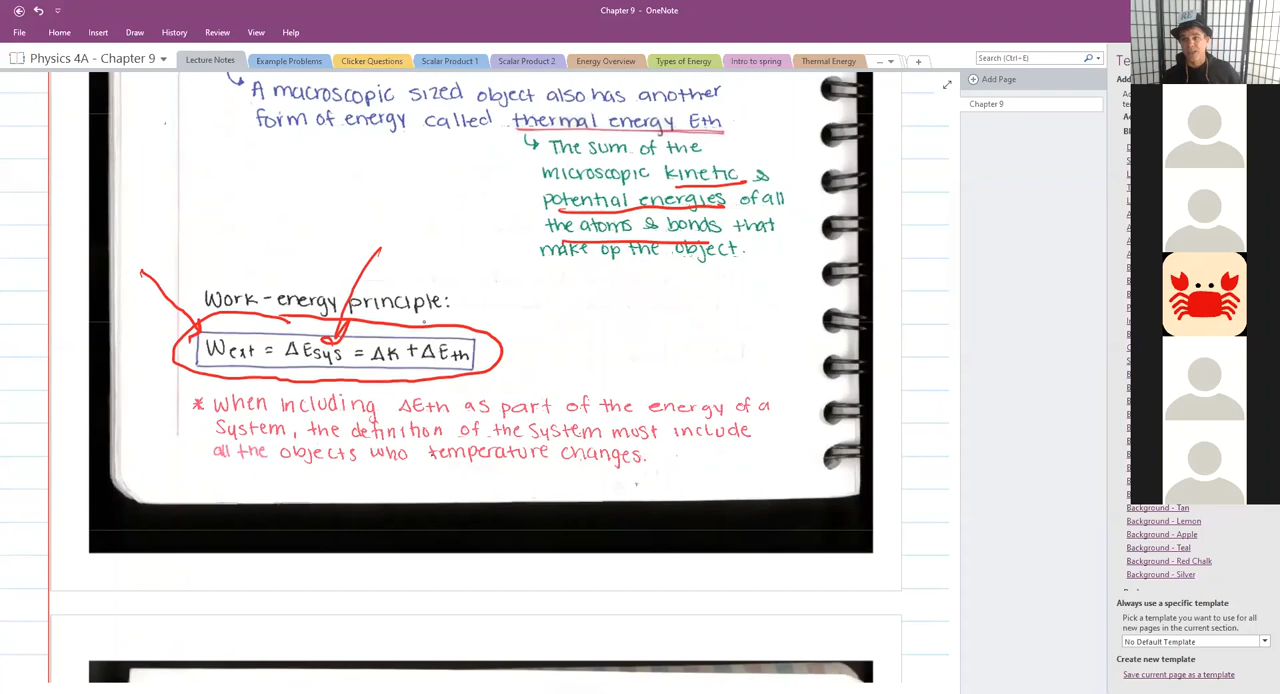 Chapter 9 - OneNote
File Home Insert Draw History Review View Help
Physics 4A - Chapter 9
Lecture Notes Example Problems Clicker Questions Scalar Product 1 Scalar Product 2 Energy Overview Types of Energy Intro to spring Thermal Energy
Search (Ctrl+E)
Add Page
Chapter 9
A macroscopic sized object also has another
form of energy called thermal energy Eth
The sum of the
microscopic kinetic &
potential energies of all
the atoms & bonds that
make up the object.
Work-energy principle:
Wext = ΔEsys = ΔK + ΔEth
* When including ΔEth as part of the energy of a
System, the definition of the system must include
all the objects who temperature changes.
Background - Tan
Background - Lemon
Background - Apple
Background - Teal
Background - Red Chalk
Background - Silver
Always use a specific template
Pick a template you want to use for all
new pages in the current section.
No Default Template
Create new template
Save current page as a template